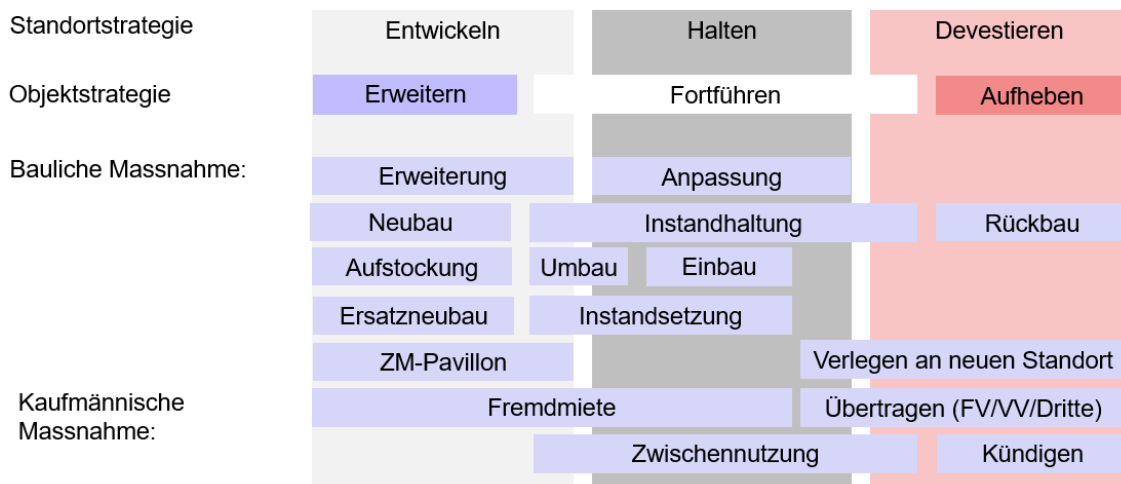 Standortstrategie Entwickeln Halten Devestieren
Objektstrategie Erweitern Fortführen Aufheben
Bauliche Massnahme: Erweiterung Anpassung
Neubau Instandhaltung Rückbau
Aufstockung Umbau Einbau
Ersatzneubau Instandsetzung
ZM-Pavillon Verlegen an neuen Standort
Kaufmännische Fremdmiete Übertragen (FV/VV/Dritte)
Massnahme:
Zwischennutzung Kündigen